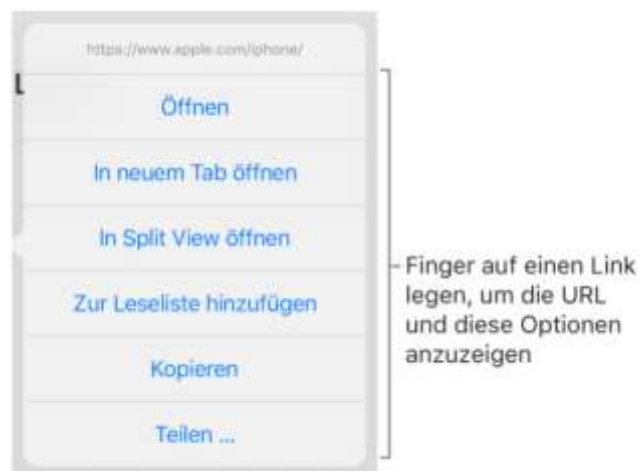 https://www.apple.com/iphone/
Öffnen
In neuem Tab öffnen
In Split View öffnen
Zur Leseliste hinzufügen
Kopieren
Teilen ...
Finger auf einen Link
legen, um die URL
und diese Optionen
anzuzeigen